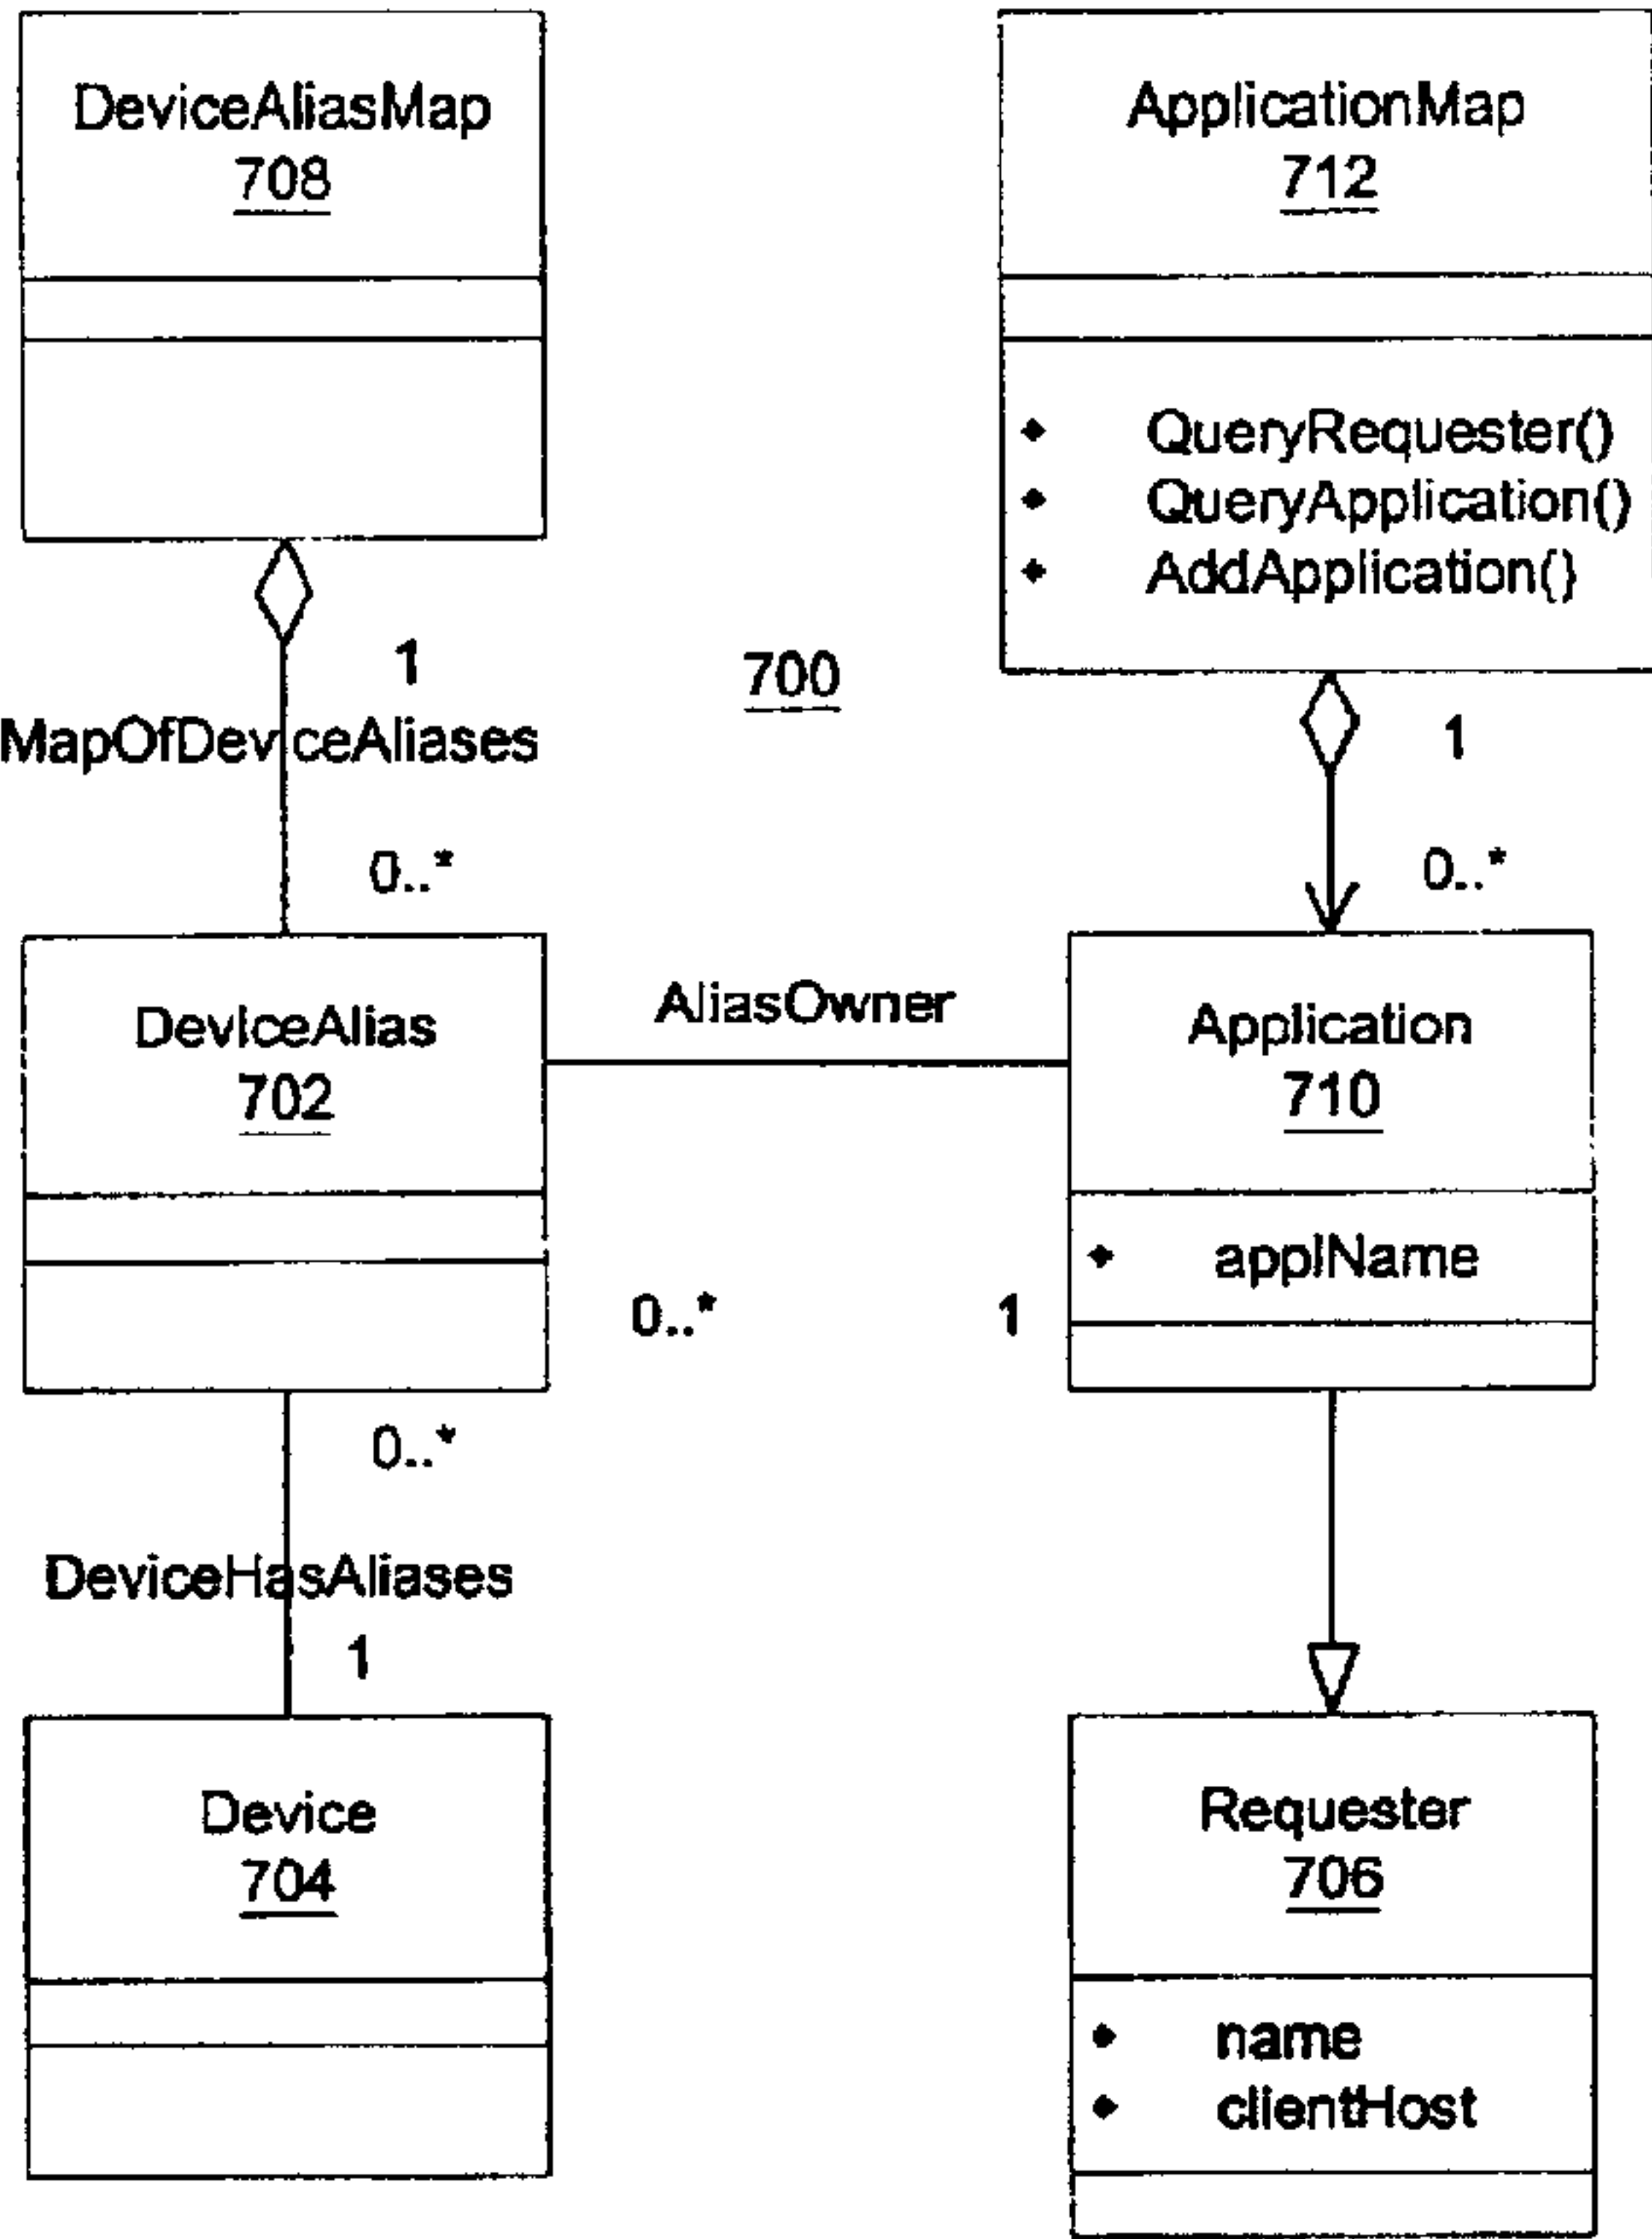 DeviceAliasMap
708
ApplicationMap
712
QueryRequester()
QueryApplication()
AddApplication()
1
700
1
MapOfDeviceAliases
0..*
0..*
DeviceAlias
702
AliasOwner
Application
710
applName
0..*
1
0..*
DeviceHasAliases
1
Device
704
Requester
706
name
clientHost